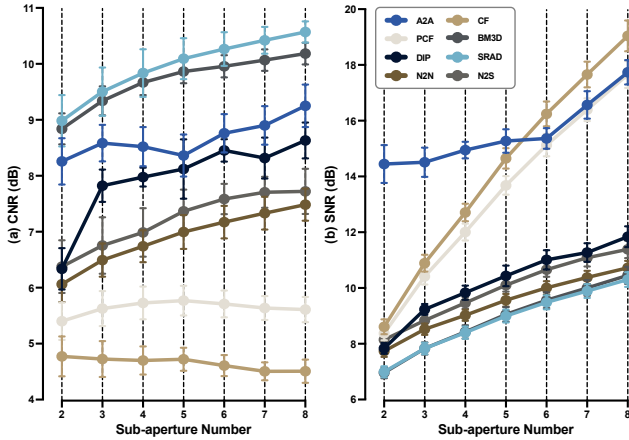 11
10
9
8
7
6
5
4
(a) CNR (dB)
2 3 4 5 6 7 8
Sub-aperture Number
20
18
16
14
12
10
8
6
(b) SNR (dB)
A2A CF
PCF BM3D
DIP SRAD
N2N N2S
2 3 4 5 6 7 8
Sub-aperture Number